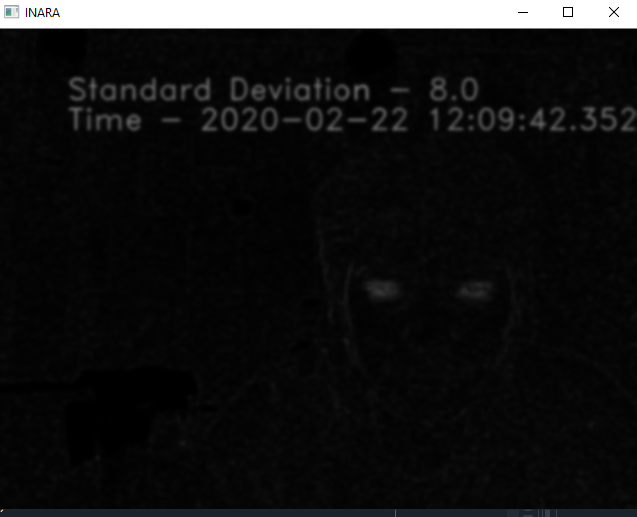 INARA
Standard Deviation - 8.0
Time - 2020-02-22 12:09:42.352